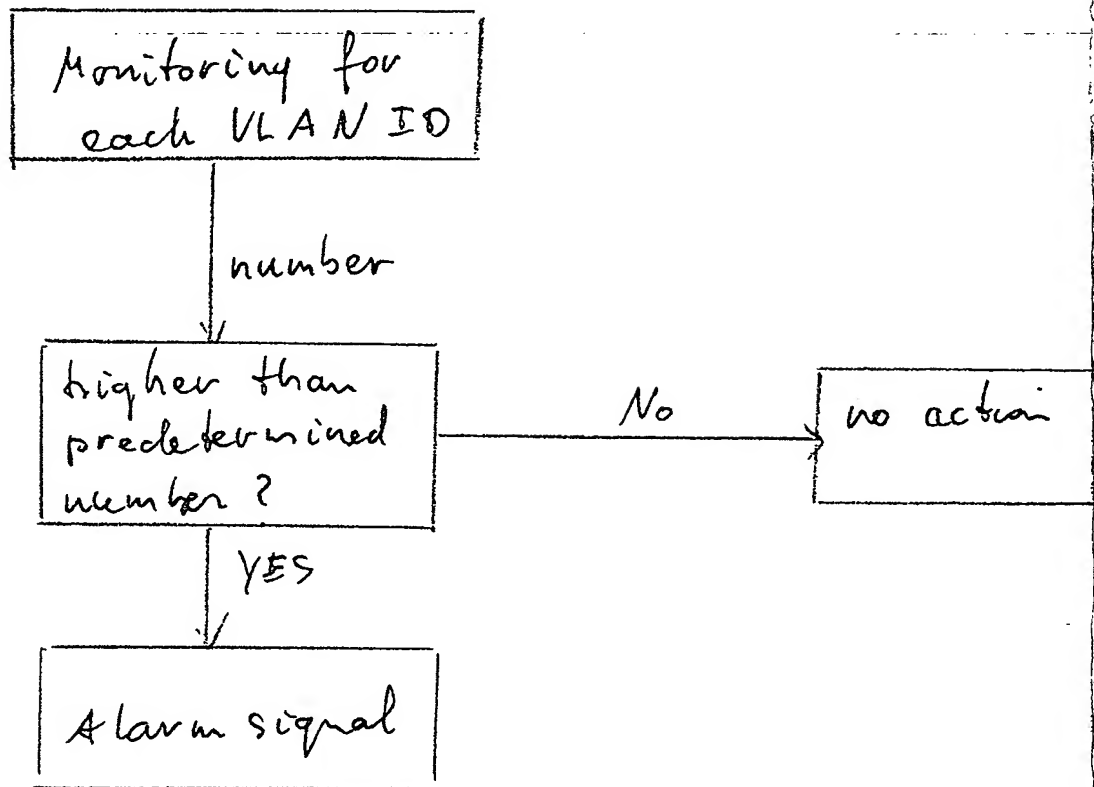 Monitoring for
each VLAN ID
number
higher than
predetermined
number?
No
no action
YES
Alarm signal